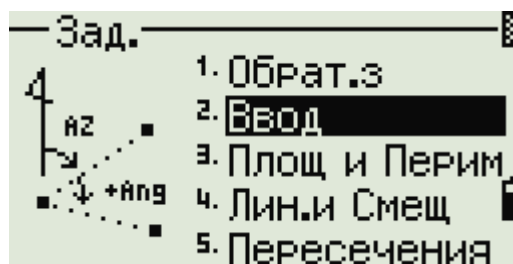 Зад.
1. Обрат.з
2. Ввод
AZ
3. Площ и Перим
+Ang
4. Лин.и Смещ
5. Пересечения